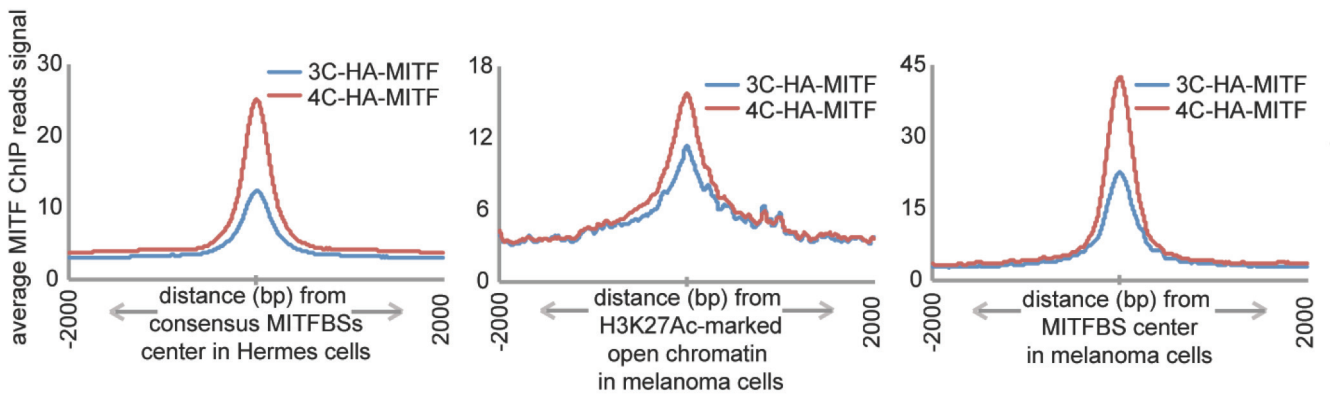 average MITF ChIP reads signal
30
20
10
0
3C-HA-MITF
4C-HA-MITF
-2000
2000
distance (bp) from
consensus MITFBSs
center in Hermes cells
18
12
6
0
3C-HA-MITF
4C-HA-MITF
-2000
2000
distance (bp) from
H3K27Ac-marked
open chromatin
in melanoma cells
45
30
15
0
3C-HA-MITF
4C-HA-MITF
-2000
2000
distance (bp) from
MITFBS center
in melanoma cells